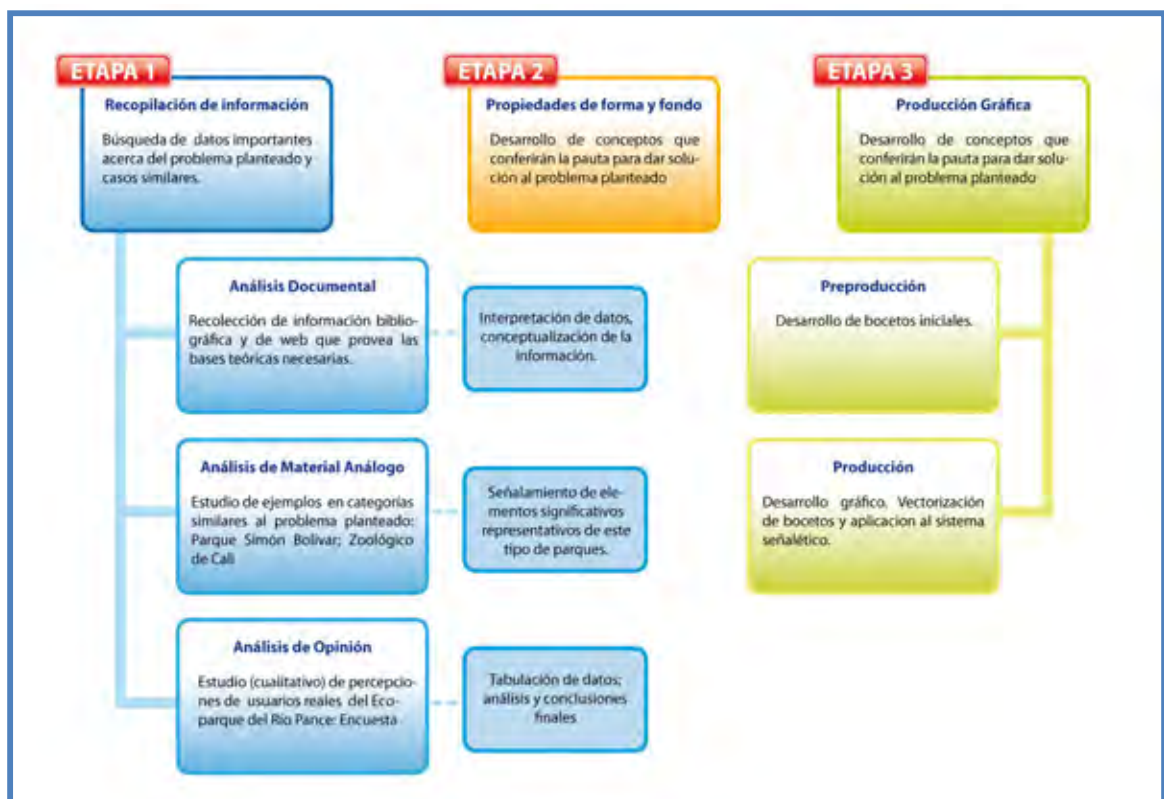 ETAPA 1
Recopilación de información
Búsqueda de datos importantes
acerca del problema planteado y
casos similares.
ETAPA 2
Propiedades de forma y fondo
Desarrollo de conceptos que
conferirán la pauta para dar solu-
ción al problema planteado
ETAPA 3
Producción Gráfica
Desarrollo de conceptos que
conferirán la pauta para dar solu-
ción al problema planteado
Análisis Documental
Recolección de información biblio-
gráfica y de web que provea las
bases teóricas necesarias.
Interpretación de datos,
conceptualización de la
información.
Preproducción
Desarrollo de bocetos iniciales.
Análisis de Material Análogo
Estudio de ejemplos en categorías
similares al problema planteado:
Parque Simón Bolívar; Zoológico
de Cali
Señalamiento de ele-
mentos significativos
representativos de este
tipo de parques.
Producción
Desarrollo gráfico. Vectorización
de bocetos y aplicacion al sistema
señalético.
Análisis de Opinión
Estudio (cualitativo) de percepcio-
nes de usuarios reales del Eco-
parque del Río Pance: Encuesta
Tabulación de datos;
análisis y conclusiones
finales